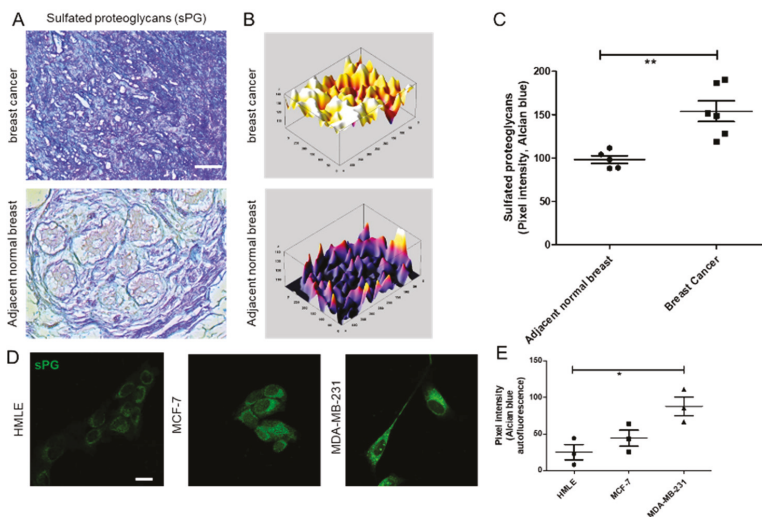 A
Sulfated proteoglycans (sPG)
breast cancer
Adjacent normal breast
B
breast cancer
Adjacent normal breast
C
**
Sulfated proteoglycans
(Pixel intensity, Alcian blue)
200
150
100
50
0
Adjacent normal breast
Breast Cancer
D
sPG
HMLE
MCF-7
MDA-MB-231
E
*
Pixel intensity
(Alcian blue
autofluorescence)
150
100
50
0
HMLE
MCF-7
MDA-MB-231